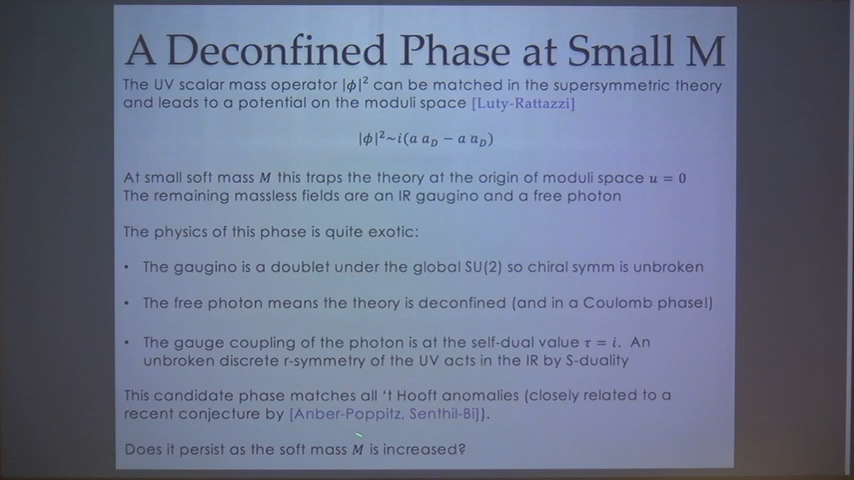 A Deconfined Phase at Small M
The UV scalar mass operator |ϕ|² can be matched in the supersymmetric theory
and leads to a potential on the moduli space [Luty-Rattazzi]
|ϕ|²~i(a a_D − a a_D)
At small soft mass M this traps the theory at the origin of moduli space u = 0
The remaining massless fields are an IR gaugino and a free photon
The physics of this phase is quite exotic:
• The gaugino is a doublet under the global SU(2) so chiral symm is unbroken
• The free photon means the theory is deconfined (and in a Coulomb phase!)
• The gauge coupling of the photon is at the self-dual value τ = i. An
unbroken discrete r-symmetry of the UV acts in the IR by S-duality
This candidate phase matches all 't Hooft anomalies (closely related to a
recent conjecture by [Anber-Poppitz, Senthil-Bi]).
Does it persist as the soft mass M is increased?